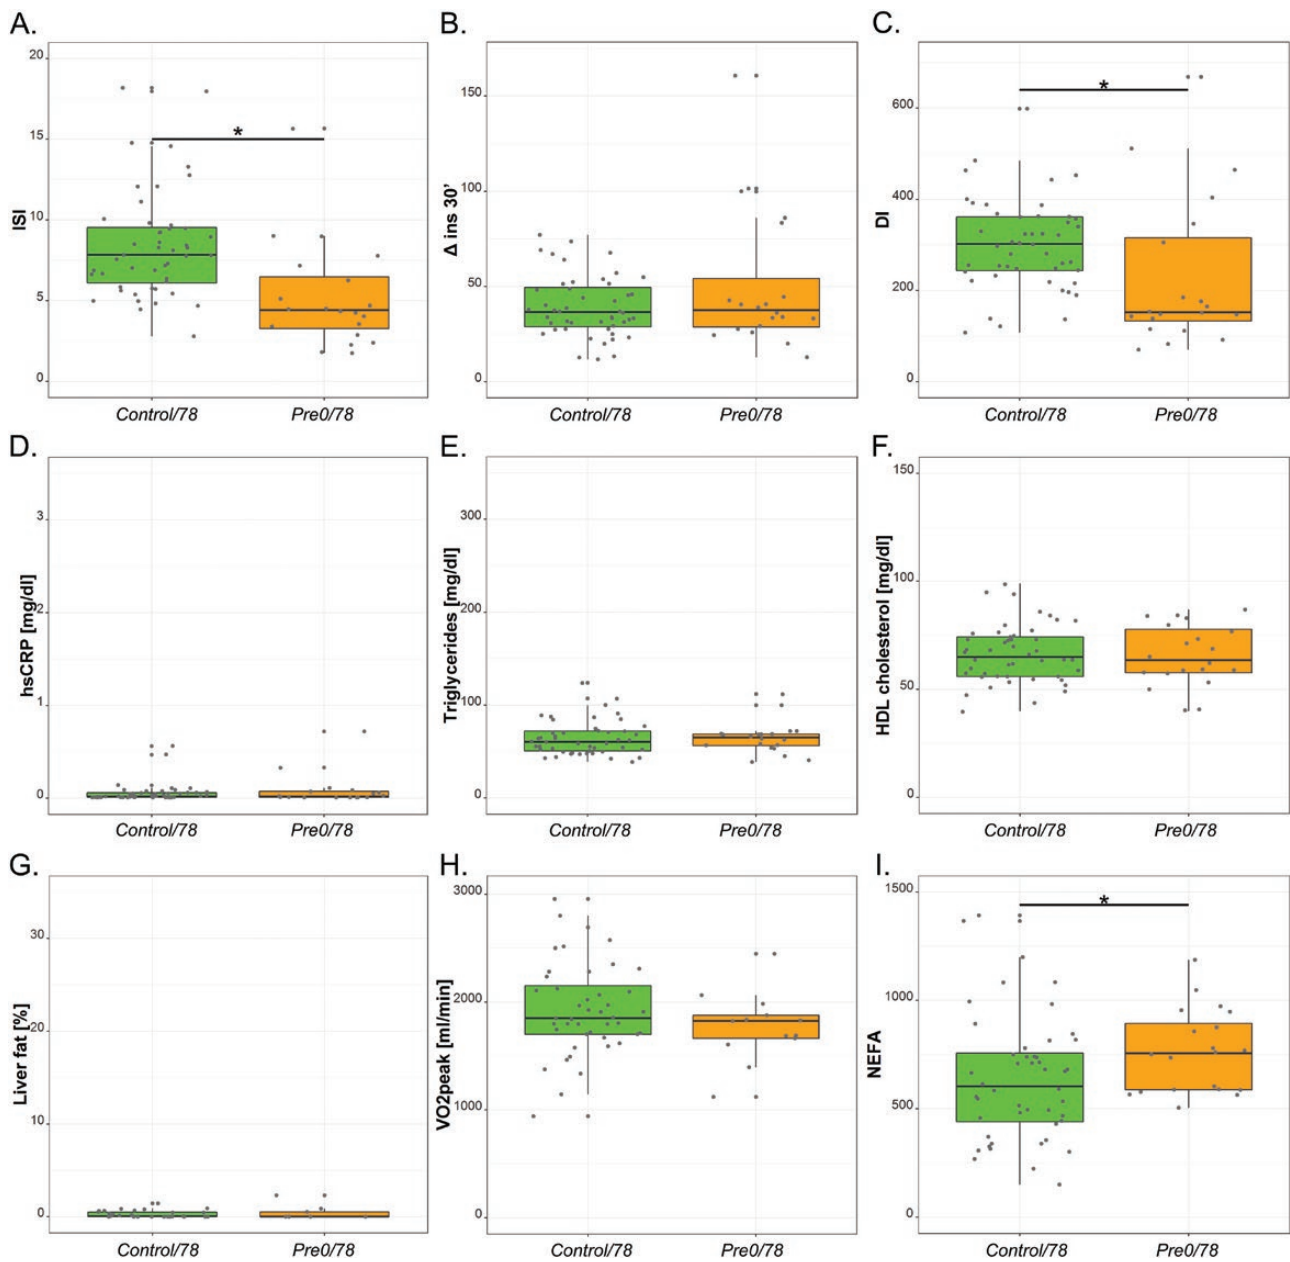 A.
20
15
10
5
0
ISI
*
Control/78 Pre0/78
B.
150
100
50
0
Δ ins 30'
Control/78 Pre0/78
C.
600
400
200
0
DI
*
Control/78 Pre0/78
D.
3
2
1
0
hsCRP [mg/dl]
Control/78 Pre0/78
E.
300
200
100
0
Triglycerides [mg/dl]
Control/78 Pre0/78
F.
150
100
50
0
HDL cholesterol [mg/dl]
Control/78 Pre0/78
G.
30
20
10
0
Liver fat [%]
Control/78 Pre0/78
H.
3000
2000
1000
0
VO2peak [ml/min]
Control/78 Pre0/78
I.
1500
1000
500
0
NEFA
*
Control/78 Pre0/78